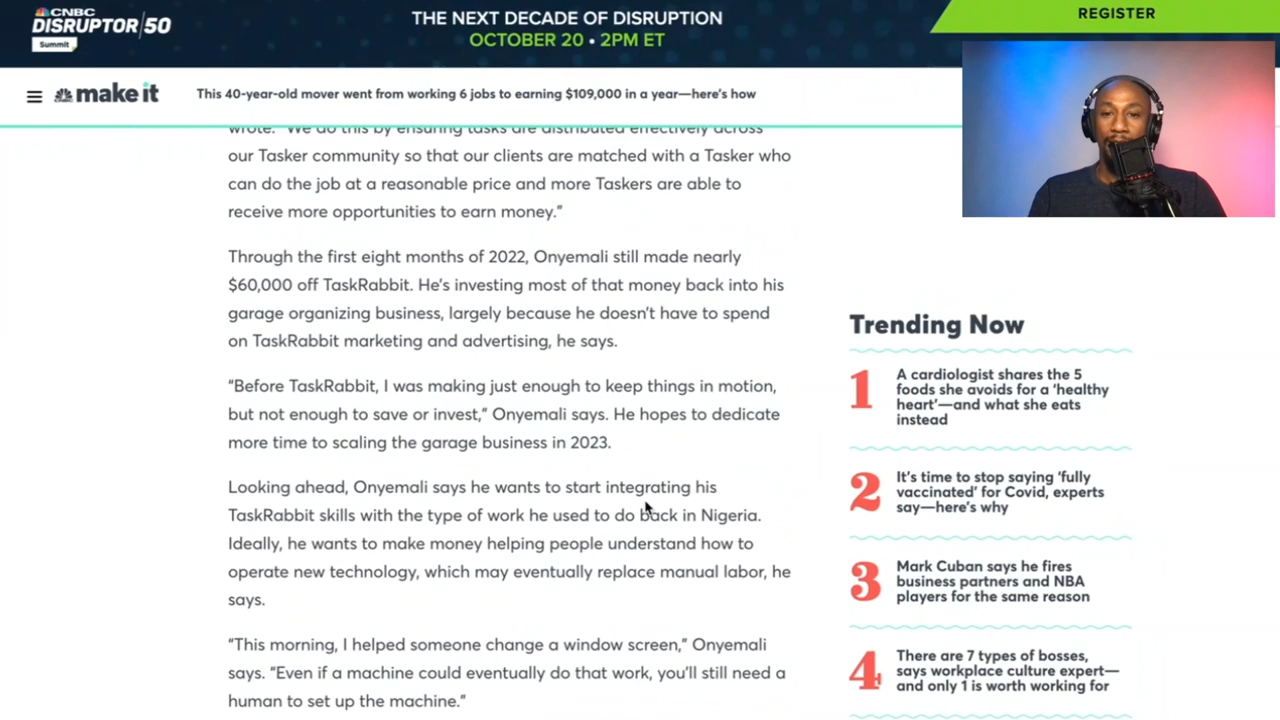 CNBC
DISRUPTOR/50
Summit
THE NEXT DECADE OF DISRUPTION
OCTOBER 20 • 2PM ET
REGISTER
make it
This 40-year-old mover went from working 6 jobs to earning $109,000 in a year—here's how
wrote. “We do this by ensuring tasks are distributed effectively across
our Tasker community so that our clients are matched with a Tasker who
can do the job at a reasonable price and more Taskers are able to
receive more opportunities to earn money.”
Through the first eight months of 2022, Onyemali still made nearly
$60,000 off TaskRabbit. He’s investing most of that money back into his
garage organizing business, largely because he doesn’t have to spend
on TaskRabbit marketing and advertising, he says.
“Before TaskRabbit, I was making just enough to keep things in motion,
but not enough to save or invest,” Onyemali says. He hopes to dedicate
more time to scaling the garage business in 2023.
Looking ahead, Onyemali says he wants to start integrating his
TaskRabbit skills with the type of work he used to do back in Nigeria.
Ideally, he wants to make money helping people understand how to
operate new technology, which may eventually replace manual labor, he
says.
“This morning, I helped someone change a window screen,” Onyemali
says. “Even if a machine could eventually do that work, you’ll still need a
human to set up the machine.”
Trending Now
1
A cardiologist shares the 5
foods she avoids for a ‘healthy
heart’—and what she eats
instead
2
It’s time to stop saying ‘fully
vaccinated’ for Covid, experts
say—here’s why
3
Mark Cuban says he fires
business partners and NBA
players for the same reason
4
There are 7 types of bosses,
says workplace culture expert—
and only 1 is worth working for